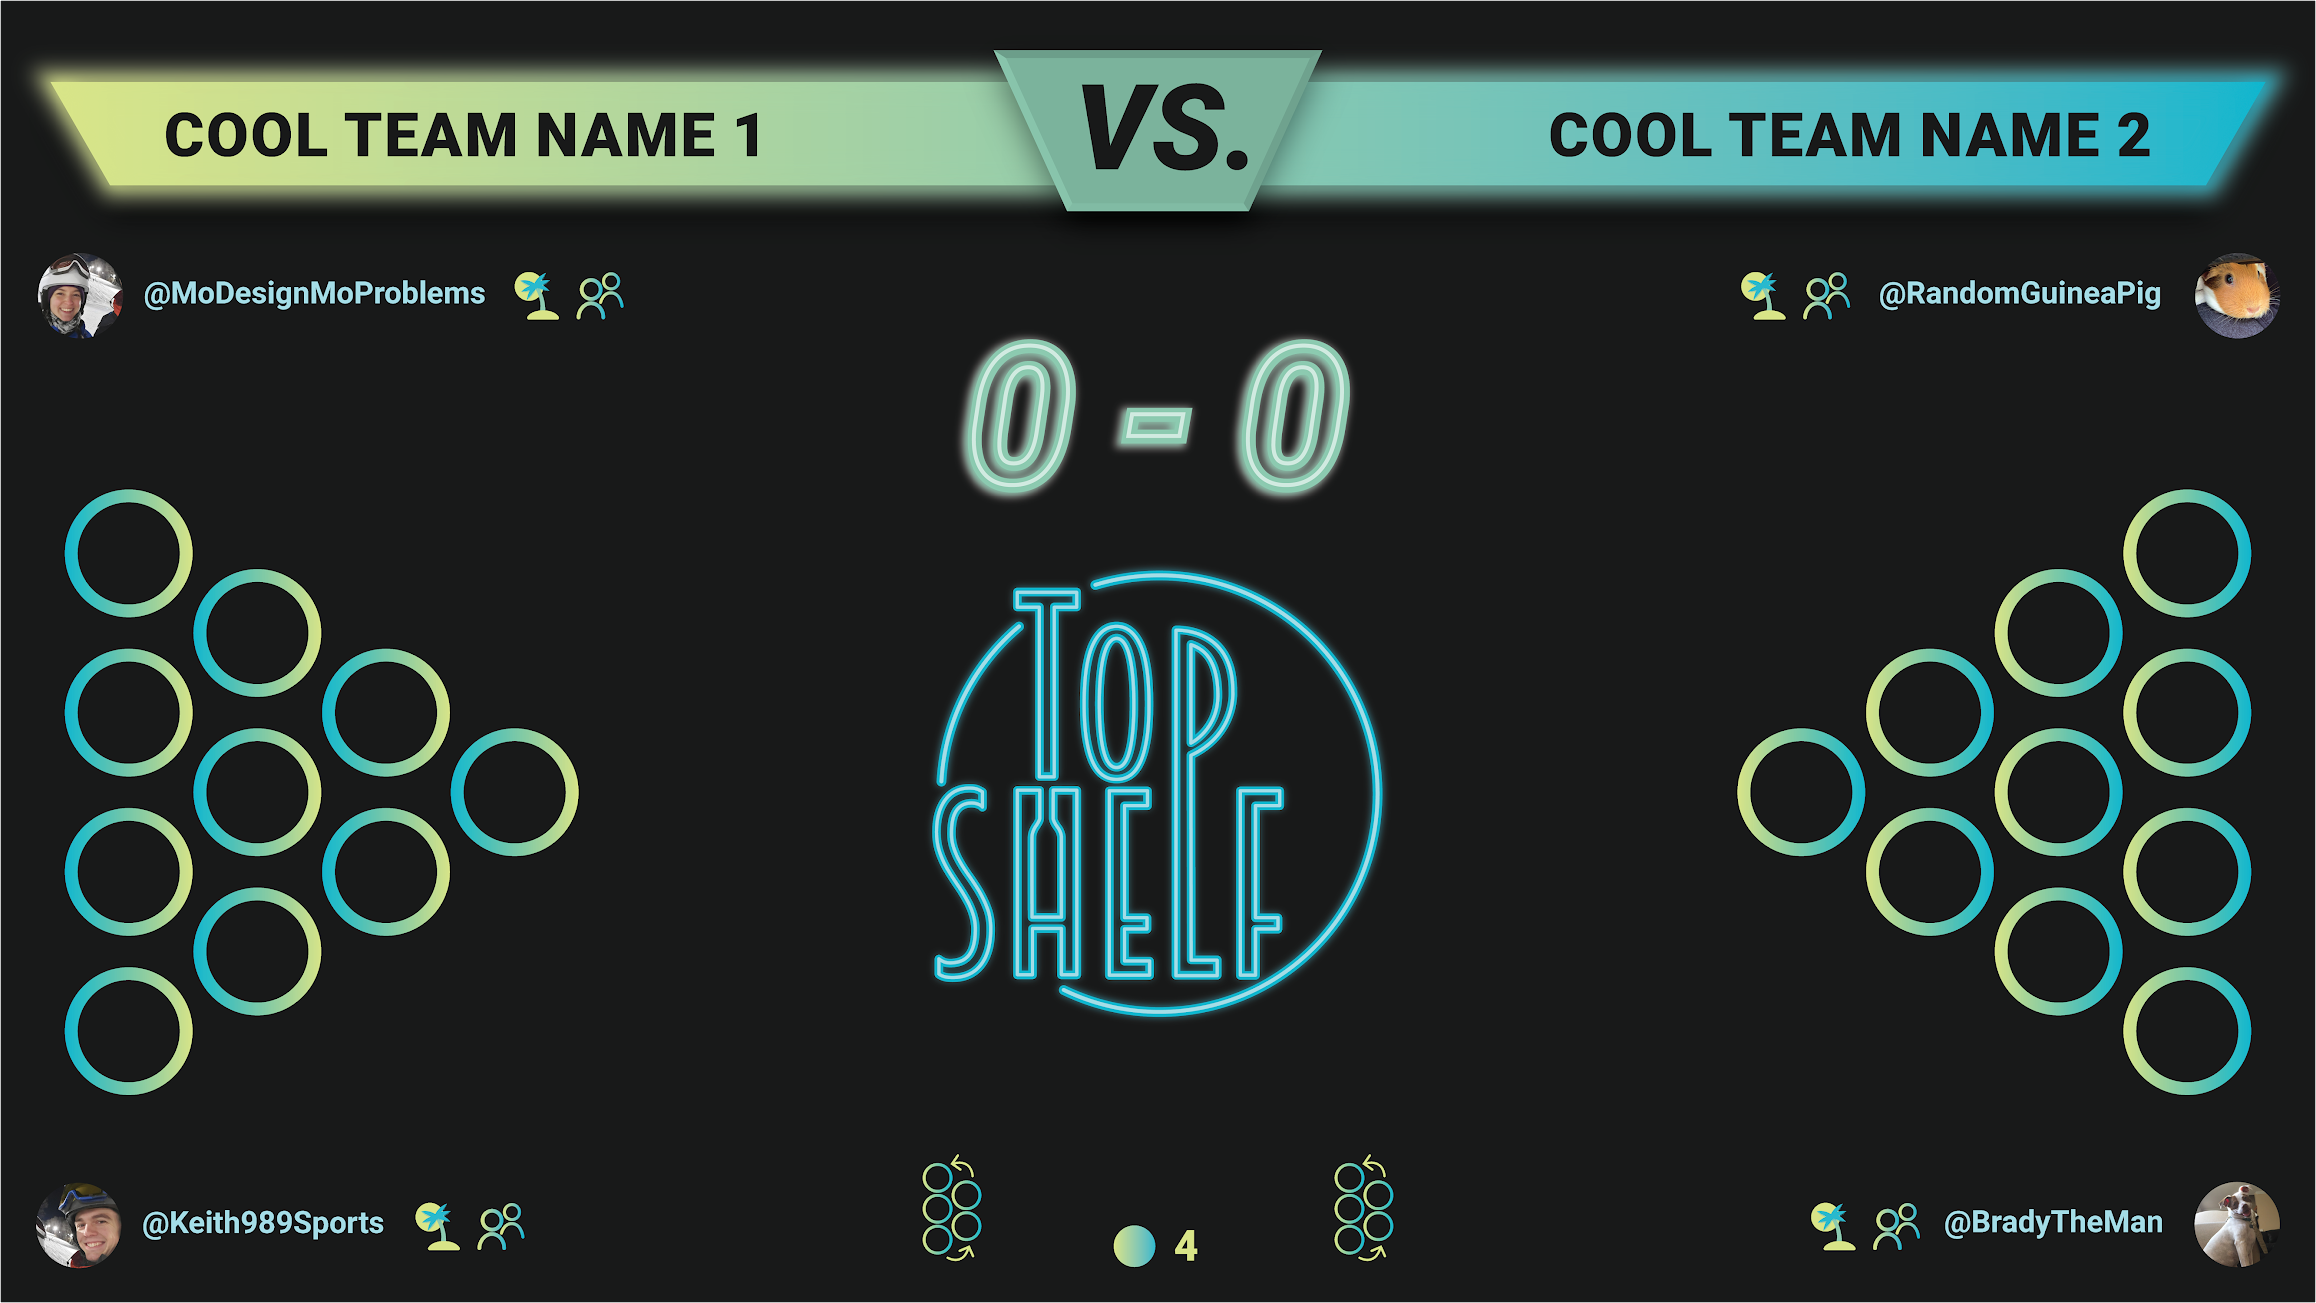 COOL TEAM NAME 1
VS.
COOL TEAM NAME 2
@MoDesignMoProblems
@RandomGuineaPig
0 - 0
TOP
SHELF
@Keith989Sports
4
@BradyTheMan